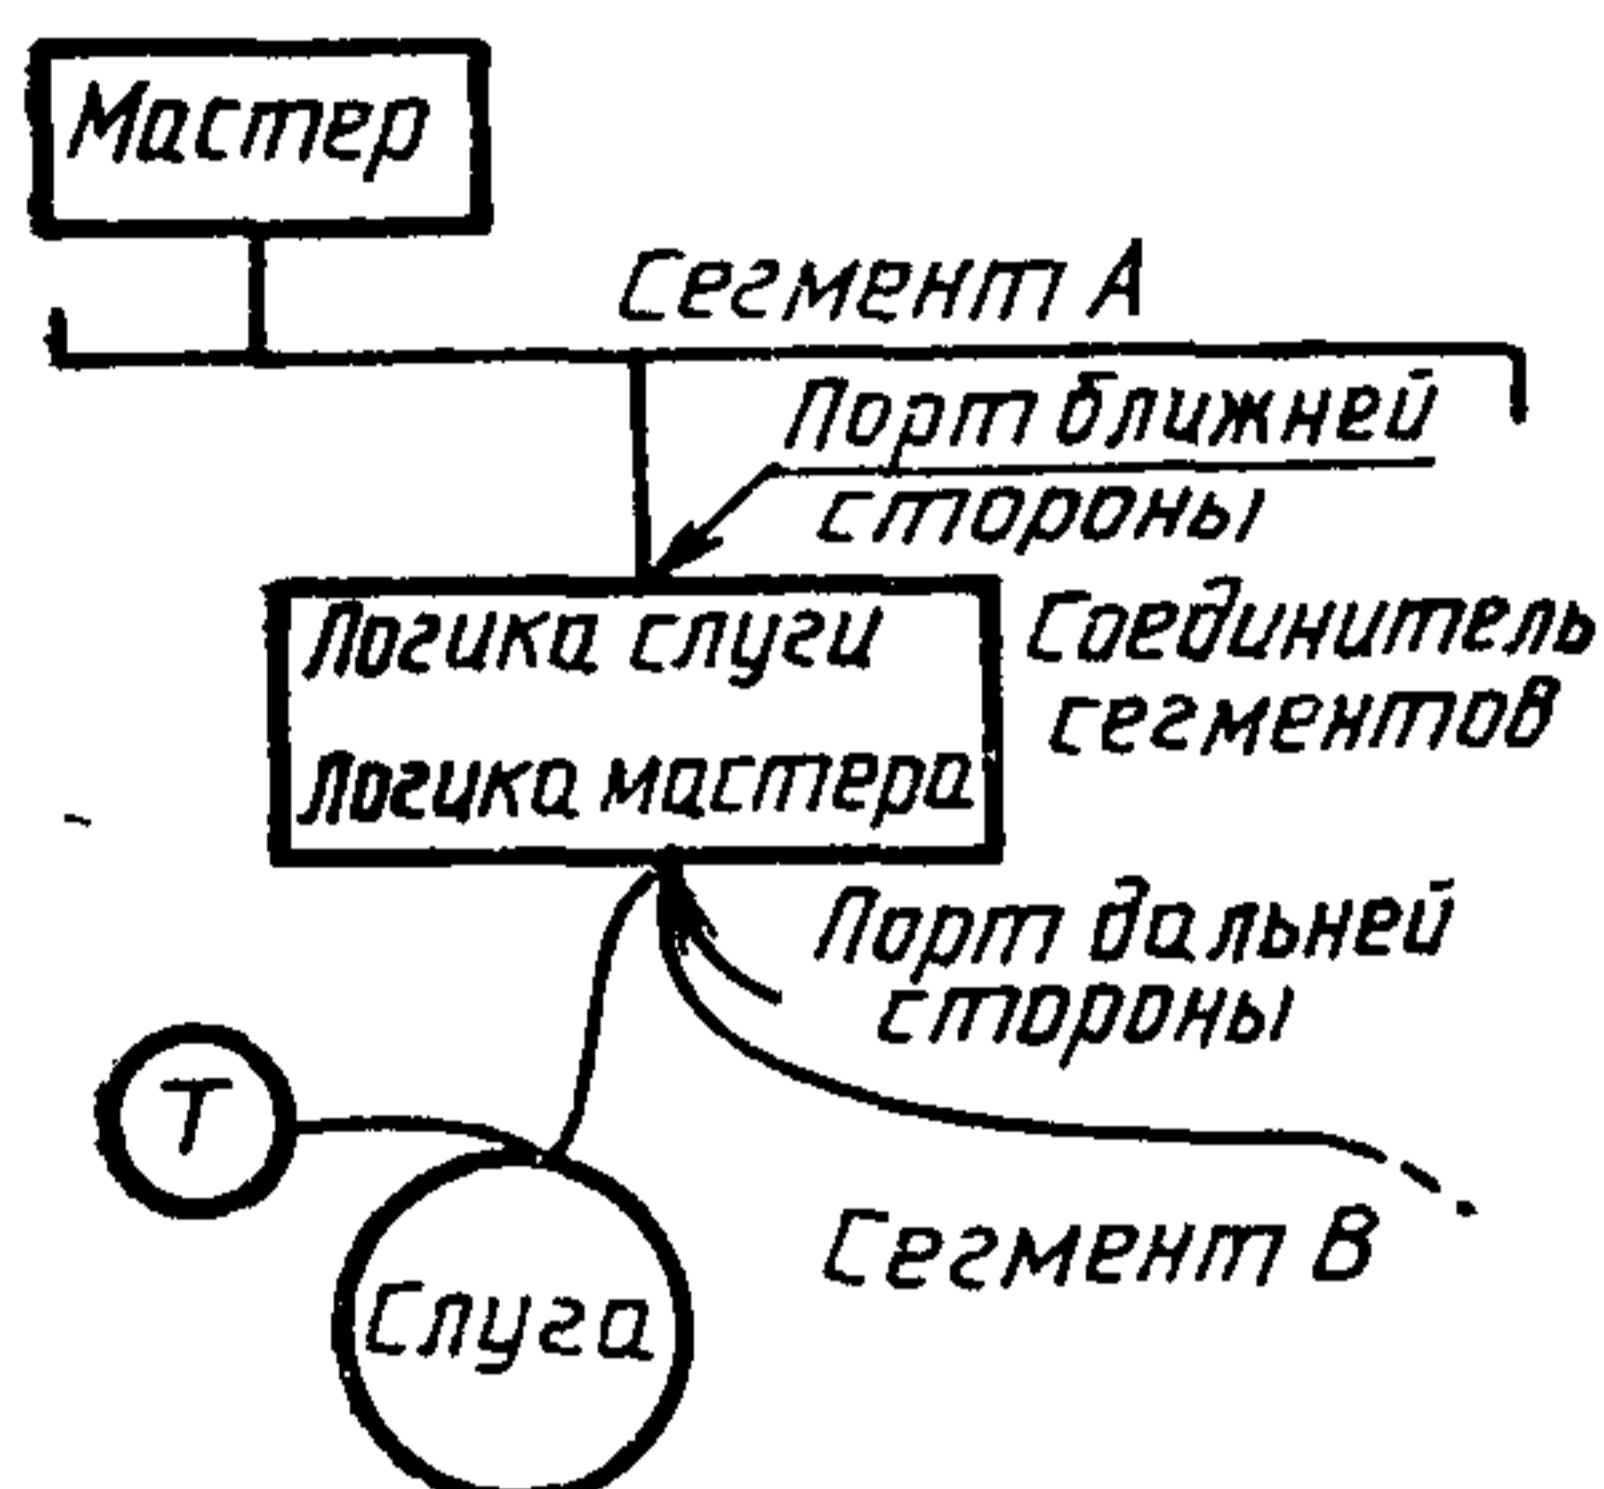 Мастер
Сегмент А
Порт ближней
стороны
Логика слуги
Логика мастера
Соединитель
сегментов
Порт дальней
стороны
Т
Слуга
Сегмент В